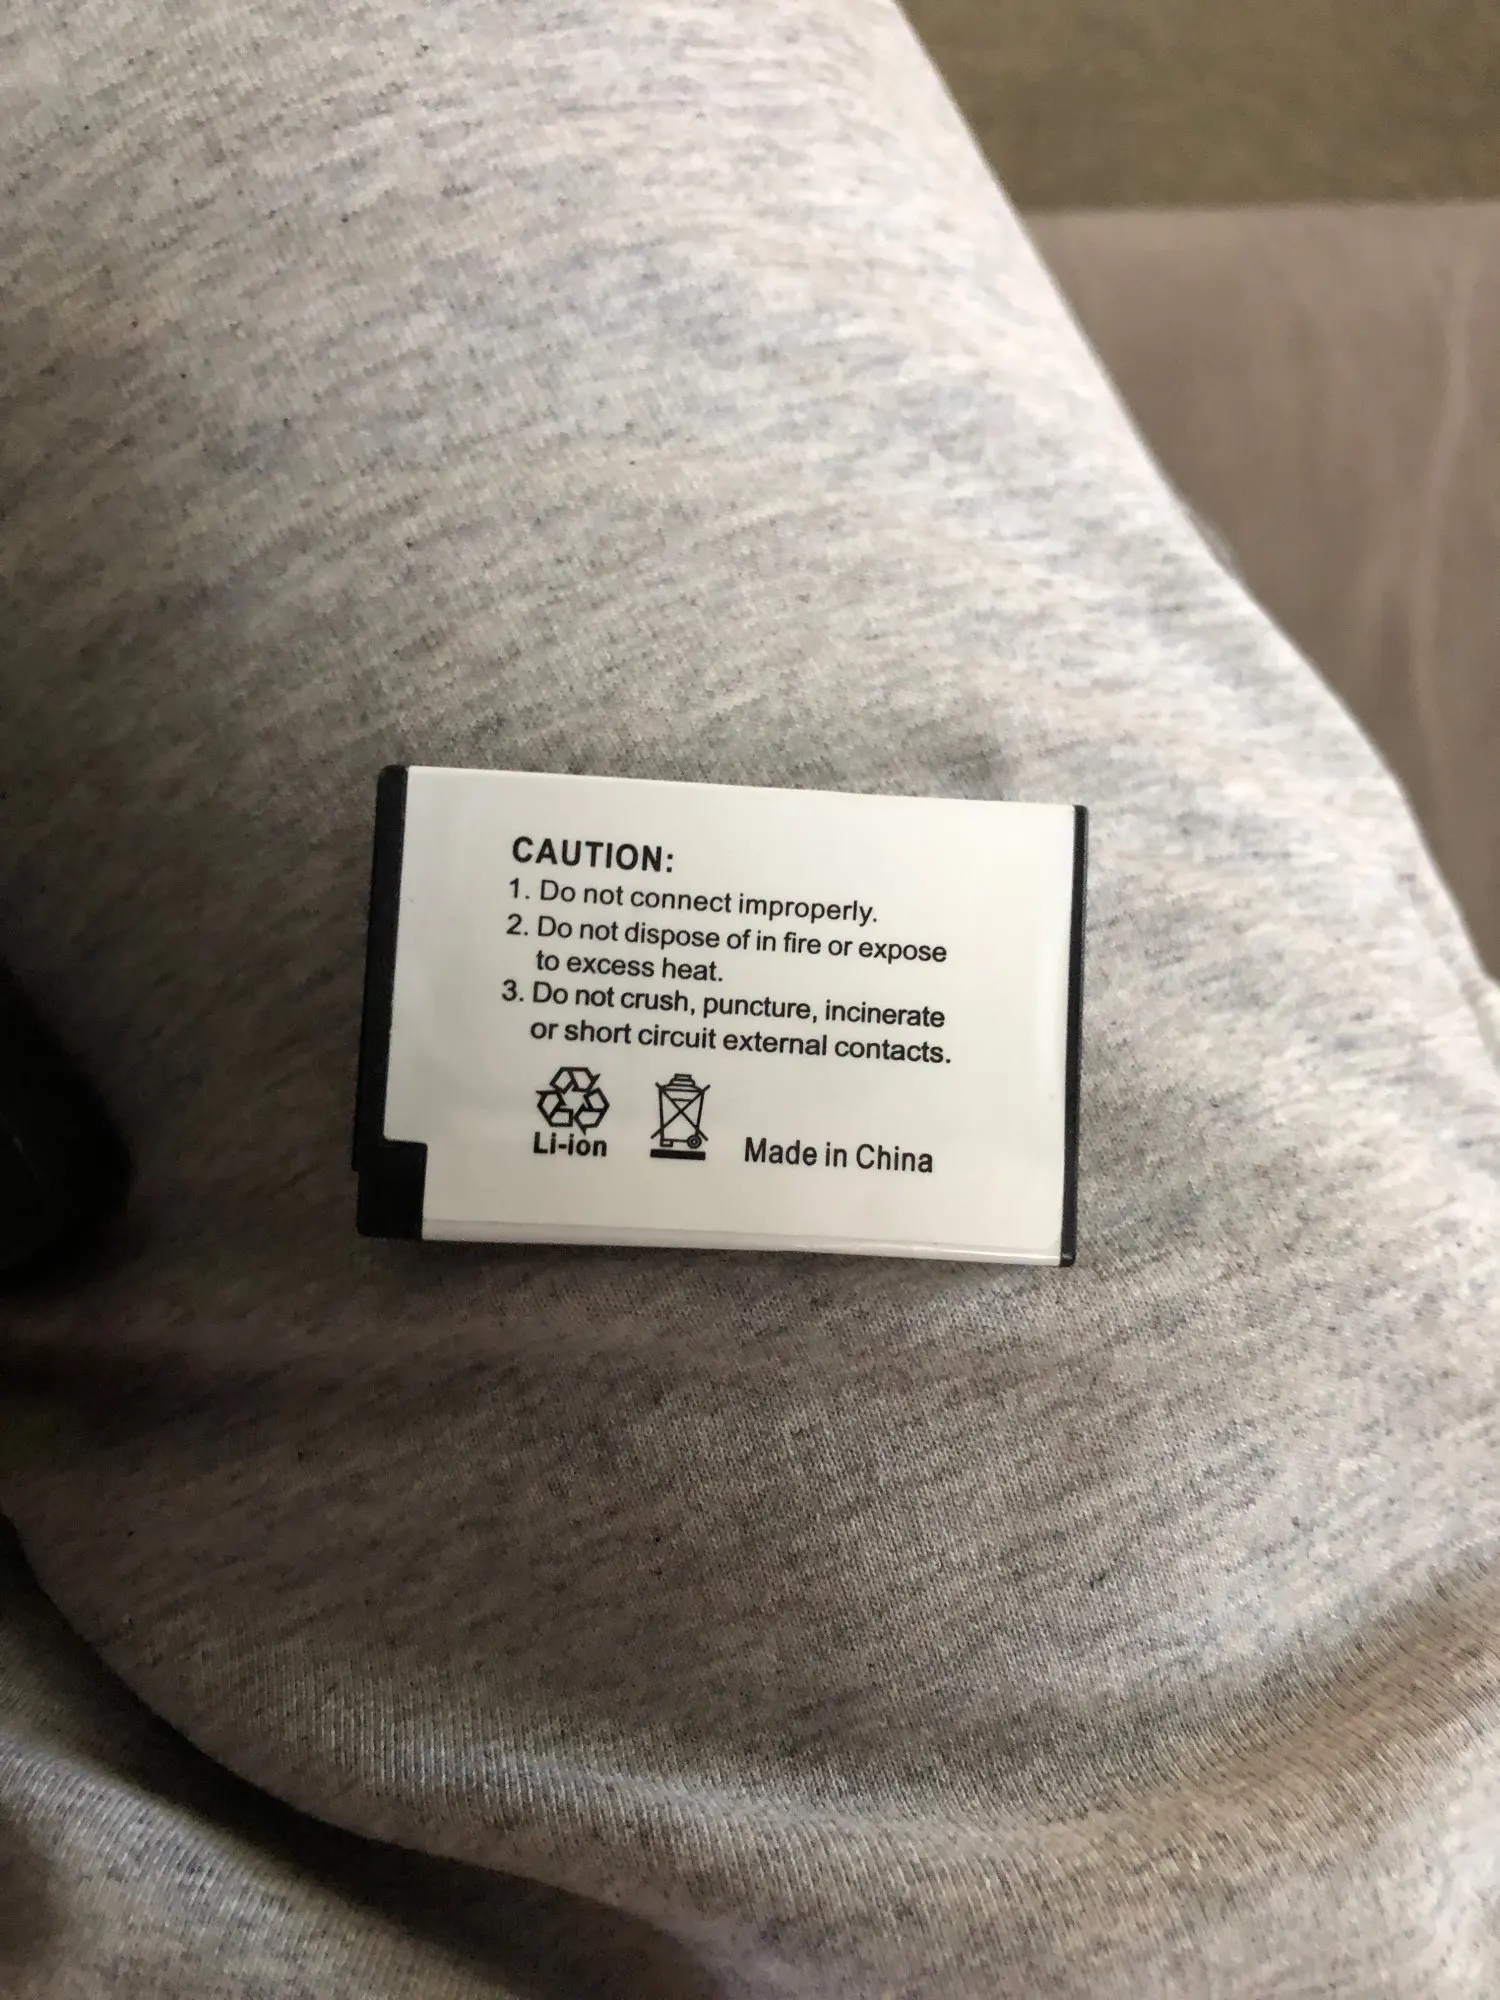 CAUTION:
1. Do not connect improperly.
2. Do not dispose of in fire or expose
to excess heat.
3. Do not crush, puncture, incinerate
or short circuit external contacts.
Li-ion
Made in China